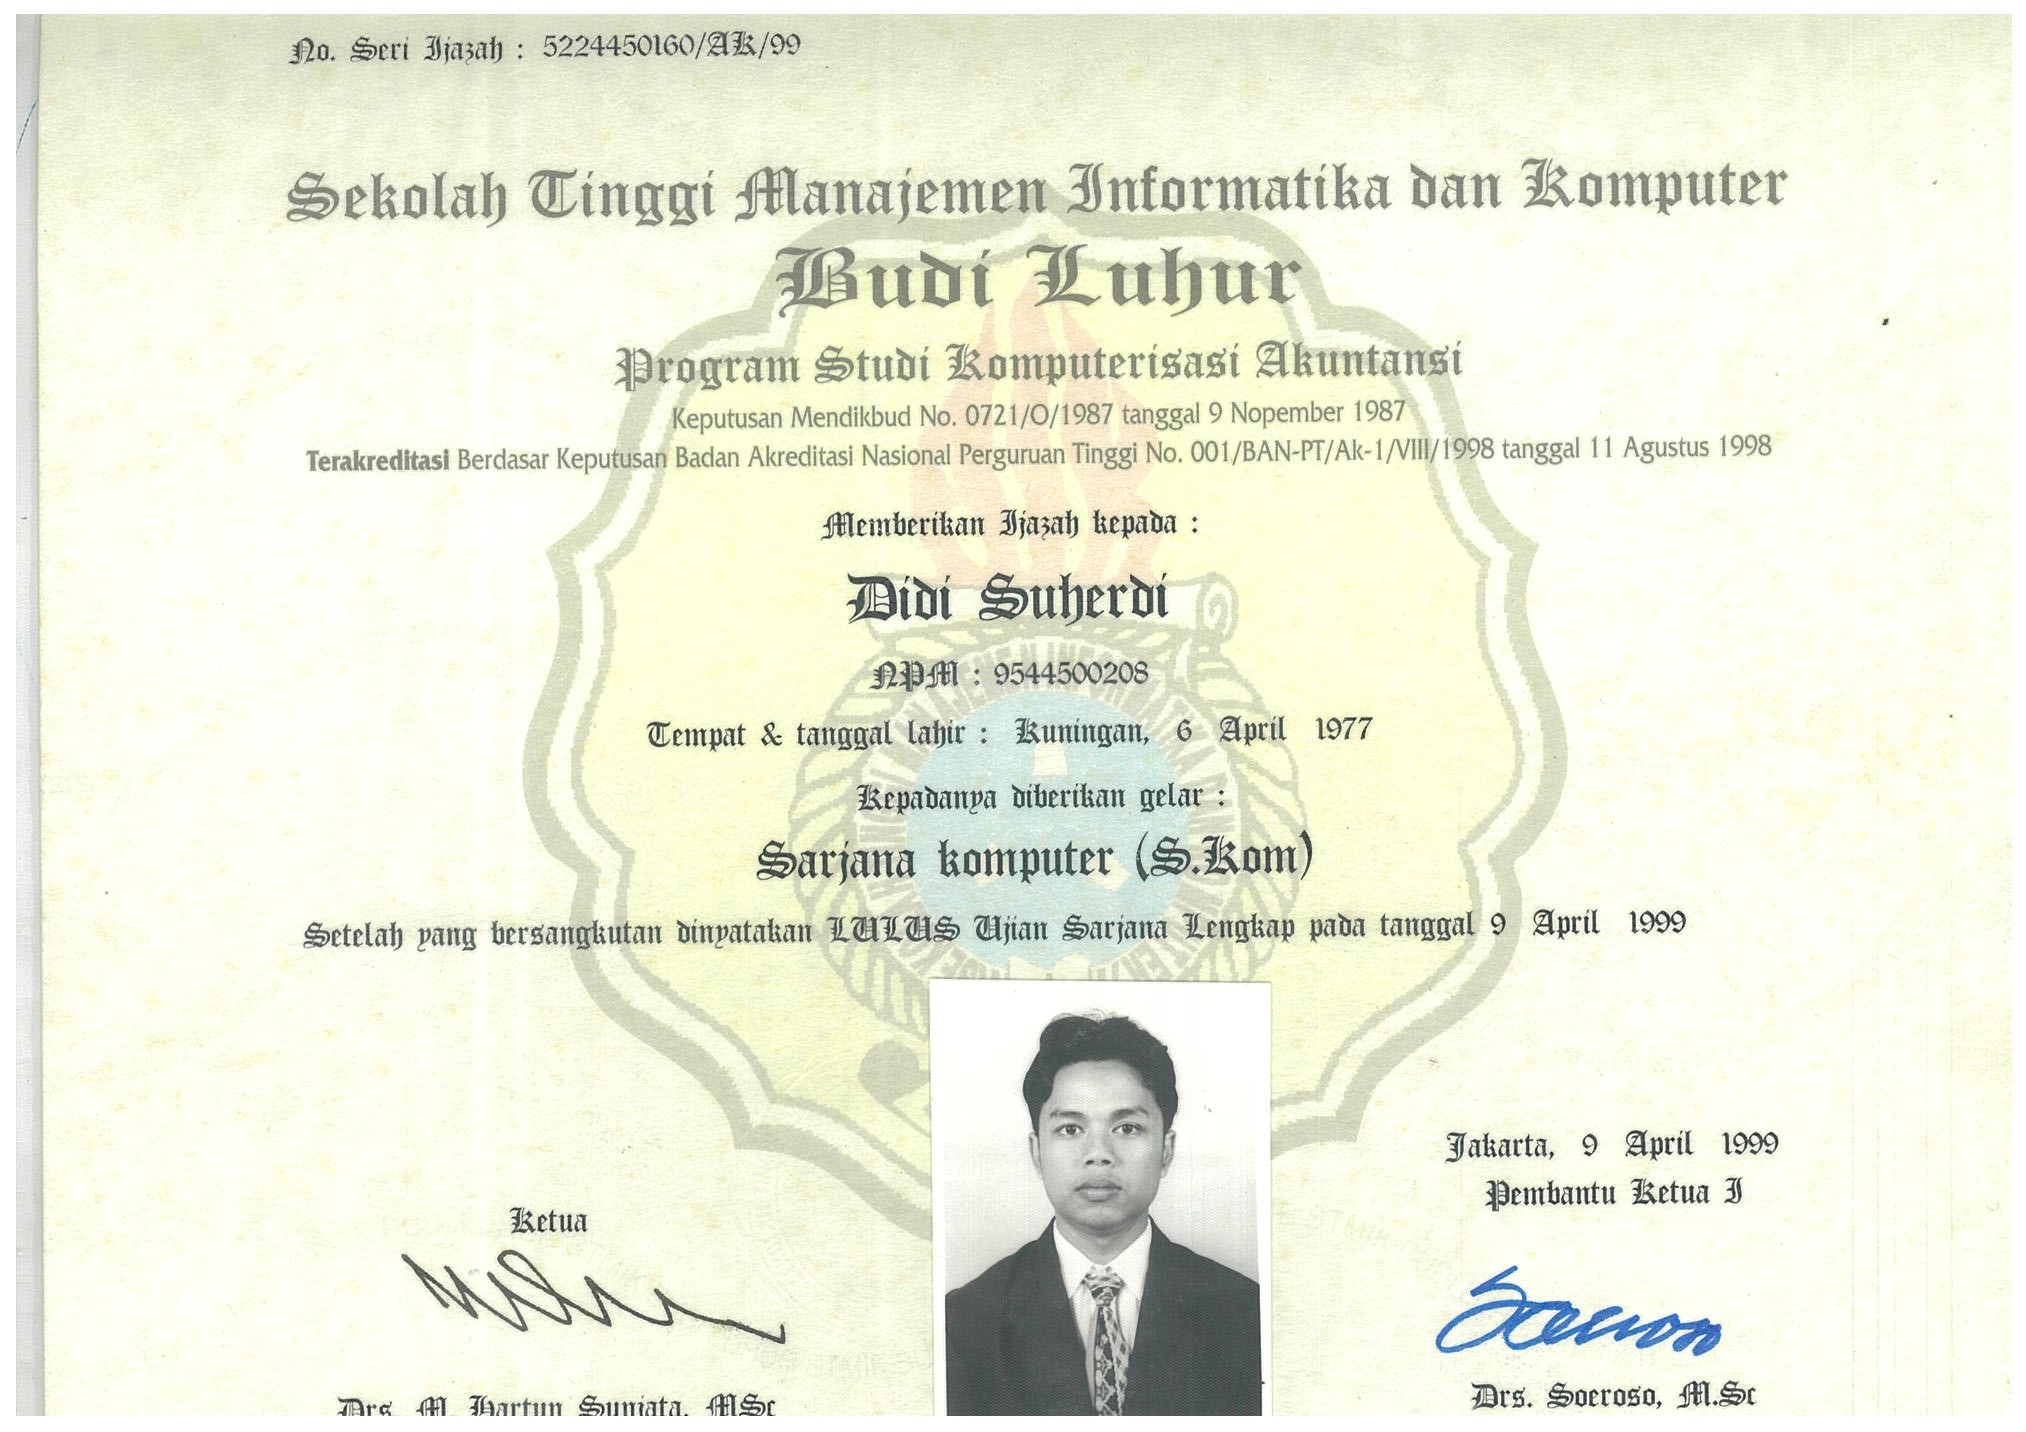 No. Seri Ijazah : 5224450160/AK/99
Sekolah Tinggi Manajemen Informatika dan Komputer
Budi Luhur
Program Studi Komputerisasi Akuntansi
Keputusan Mendikbud No. 0721/O/1987 tanggal 9 Nopember 1987
Terakreditasi Berdasar Keputusan Badan Akreditasi Nasional Perguruan Tinggi No. 001/BAN-PT/Ak-1/VIII/1998 tanggal 11 Agustus 1998
Memberikan Ijazah kepada :
Didi Suherdi
NPM : 9544500208
Tempat & tanggal lahir : Kuningan, 6 April 1977
Kepadanya diberikan gelar :
Sarjana komputer (S.Kom)
Setelah yang bersangkutan dinyatakan LULUS Ujian Sarjana Lengkap pada tanggal 9 April 1999
Jakarta, 9 April 1999
Pembantu Ketua I
Ketua
Drs. M. Sunjata, MSc
Drs. Soeroso, M.Sc